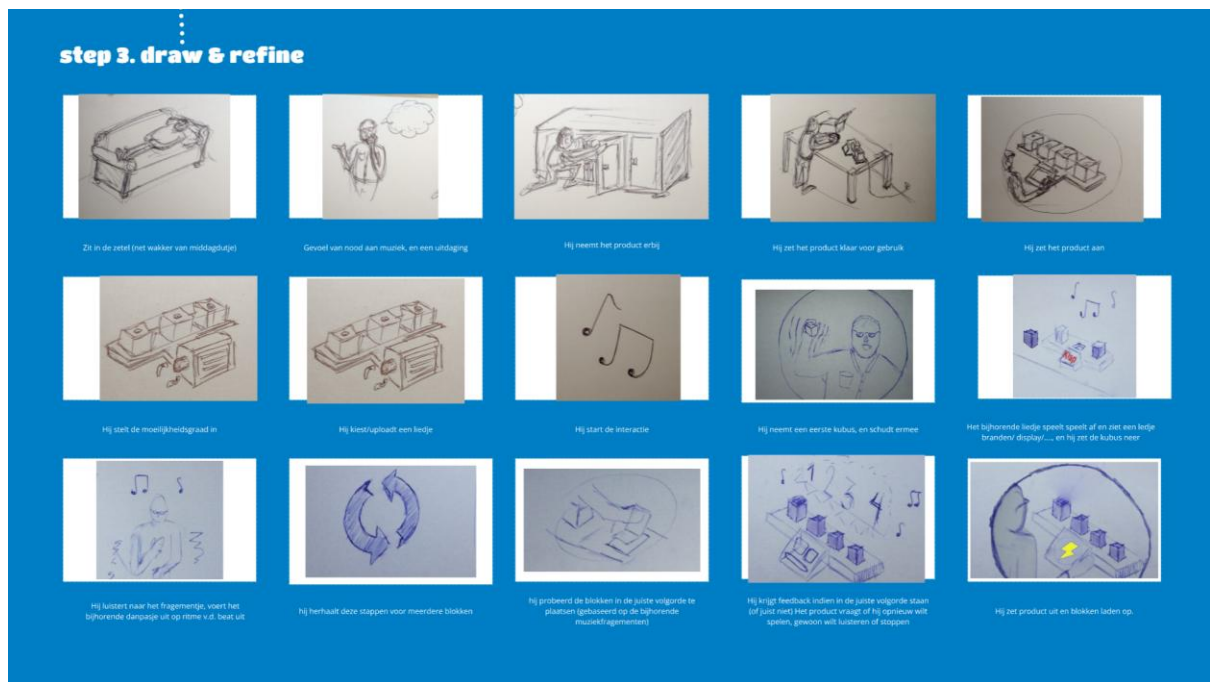 step 3. draw & refine
Zit in de zetel (net wakker van middagdutje)
Gevoel van nood aan muziek, en een uitdaging
Hij neemt het product erbij
Hij zet het product klaar voor gebruik
Hij zet het product aan
Hij stelt de moeilijkheidsgraad in
Hij kiest/uploadt een liedje
Hij start de interactie
Hij neemt een eerste kubus, en schudt ermee
Het bijhorende liedje speelt speelt af en ziet een ledje
branden/ display/...., en hij zet de kubus neer
Hij luistert naar het fragementje, voert het
bijhorende danpasje uit op ritme v.d. beat uit
hij herhaalt deze stappen voor meerdere blokken
hij probeerd de blokken in de juiste volgorde te
plaatsen (gebaseerd op de bijhorende
muziekfragementen)
1 2 3 4
Hij krijgt feedback indien in de juiste volgorde staan
(of juist niet) Het product vraagt of hij opnieuw wilt
spelen, gewoon wilt luisteren of stoppen
Hij zet product uit en blokken laden op.